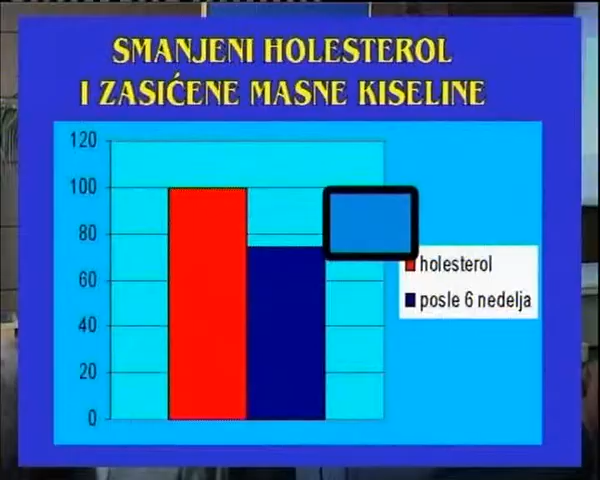 SMANJENI HOLESTEROL
I ZASIĆENE MASNE KISELINE
120
100
80
60
40
20
0
holesterol
posle 6 nedelja